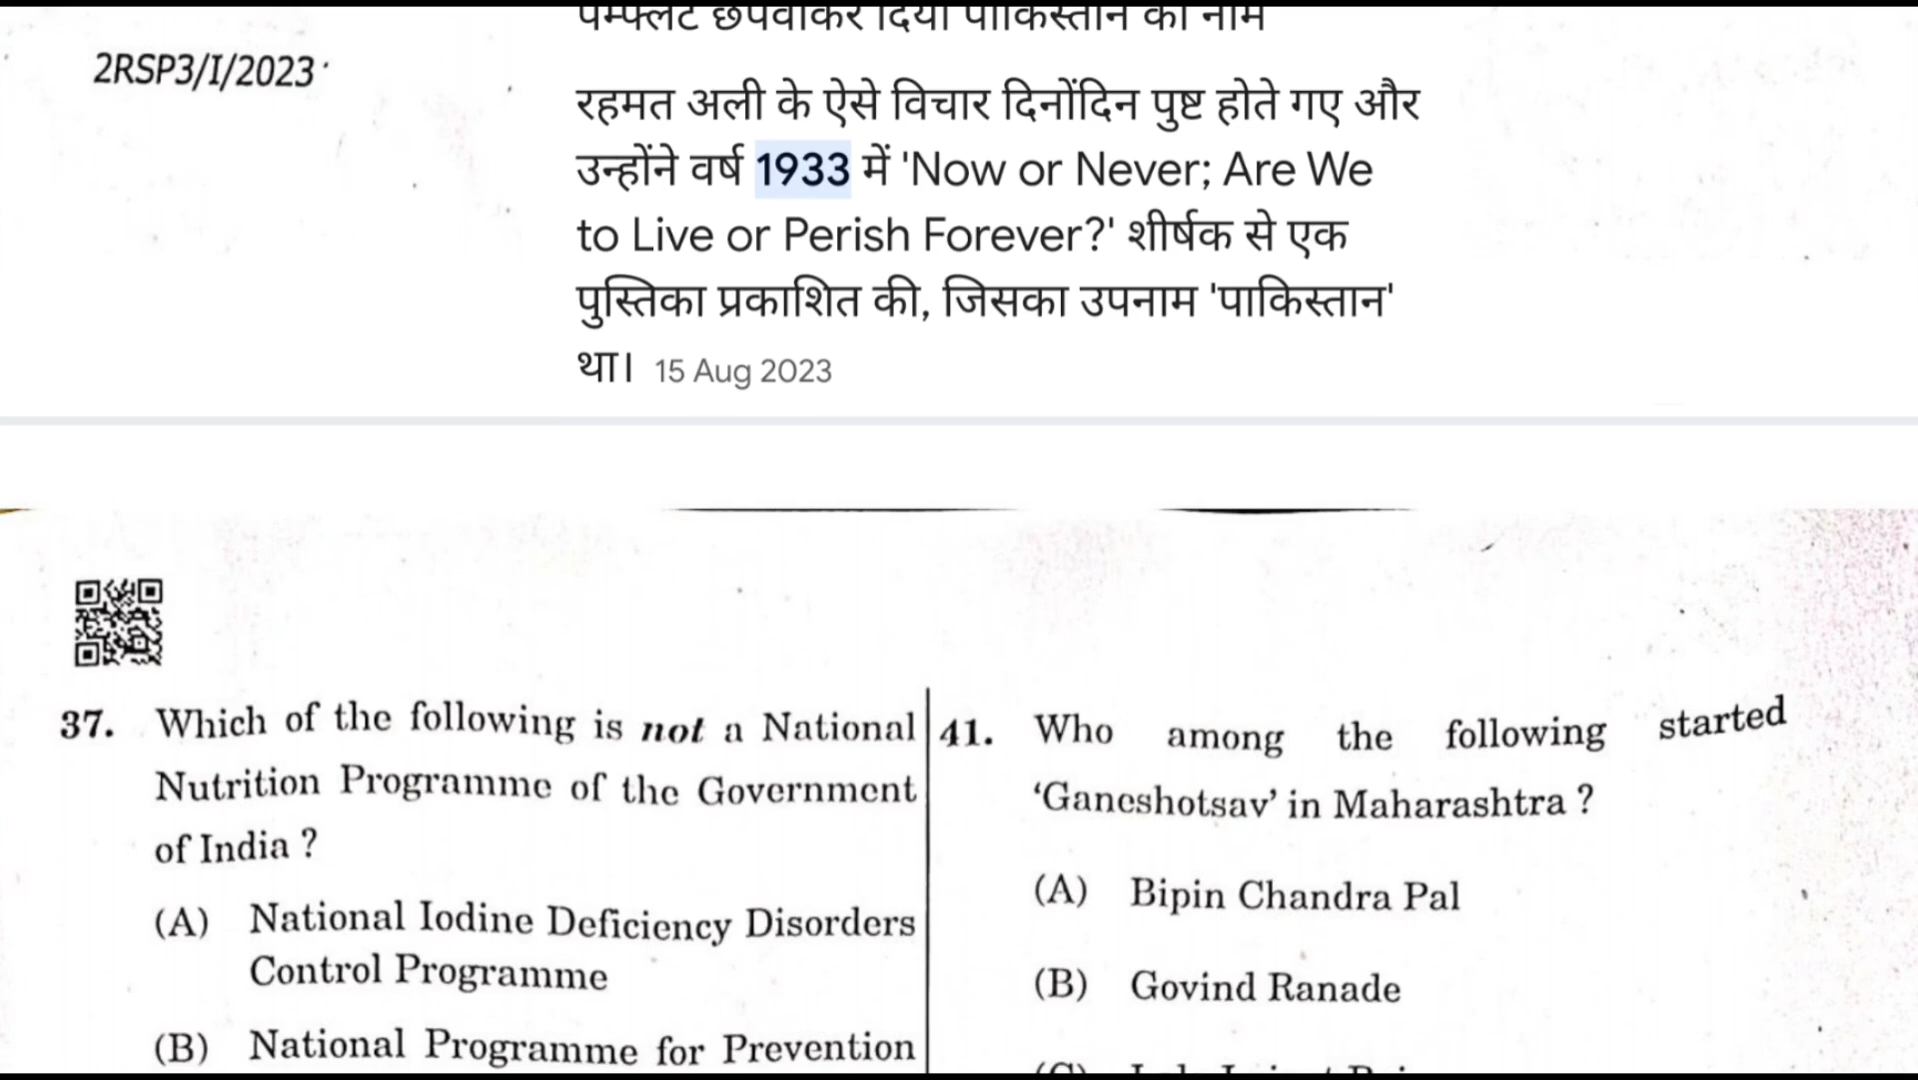 2RSP3/I/2023
पम्फ्लेट छपवाकर दिया पाकिस्तान का नाम
रहमत अली के ऐसे विचार दिनोंदिन पुष्ट होते गए और
उन्होंने वर्ष 1933 में 'Now or Never; Are We
to Live or Perish Forever?' शीर्षक से एक
पुस्तिका प्रकाशित की, जिसका उपनाम 'पाकिस्तान'
था। 15 Aug 2023
37. Which of the following is not a National
Nutrition Programme of the Government
of India ?
(A) National Iodine Deficiency Disorders
Control Programme
(B) National Programme for Prevention
41. Who among the following started
‘Ganeshotsav’ in Maharashtra ?
(A) Bipin Chandra Pal
(B) Govind Ranade